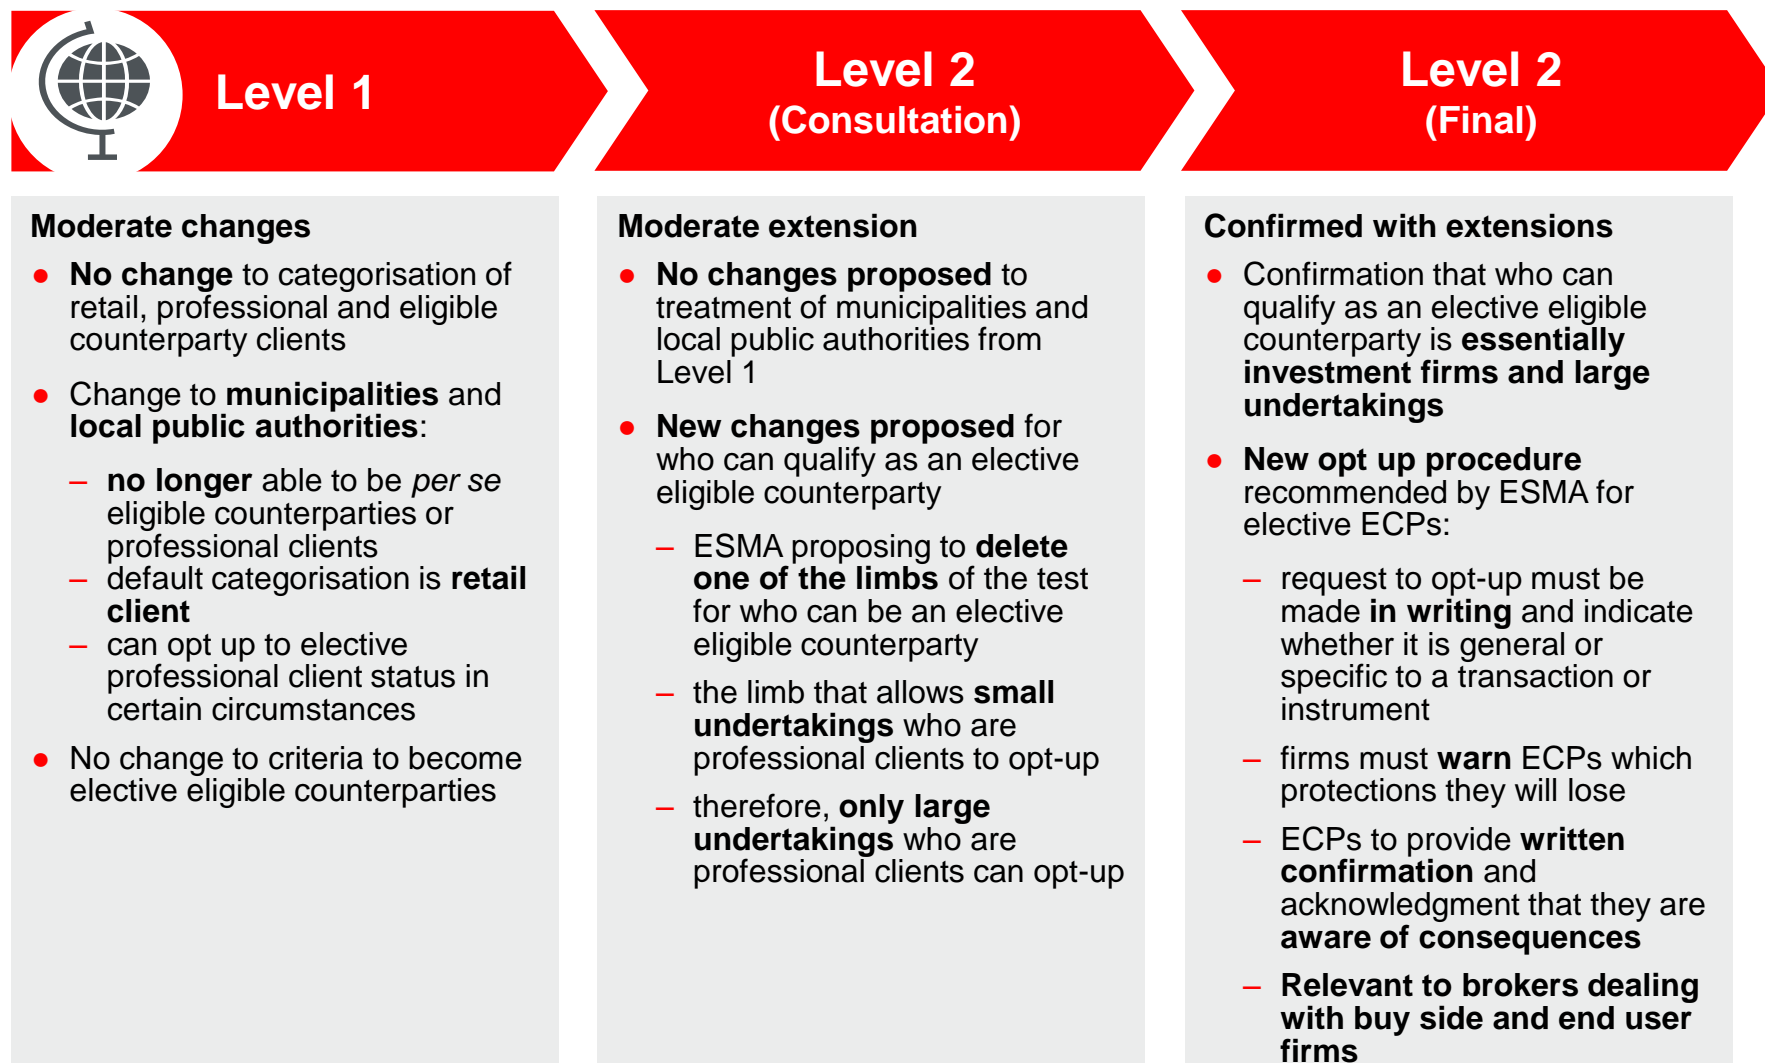 Level 1
Level 2
(Consultation)
Level 2
(Final)
Moderate changes
● No change to categorisation of
retail, professional and eligible
counterparty clients
● Change to municipalities and
local public authorities:
– no longer able to be per se
eligible counterparties or
professional clients
– default categorisation is retail
client
– can opt up to elective
professional client status in
certain circumstances
● No change to criteria to become
elective eligible counterparties
Moderate extension
● No changes proposed to
treatment of municipalities and
local public authorities from
Level 1
● New changes proposed for
who can qualify as an elective
eligible counterparty
– ESMA proposing to delete
one of the limbs of the test
for who can be an elective
eligible counterparty
– the limb that allows small
undertakings who are
professional clients to opt-up
– therefore, only large
undertakings who are
professional clients can opt-up
Confirmed with extensions
● Confirmation that who can
qualify as an elective eligible
counterparty is essentially
investment firms and large
undertakings
● New opt up procedure
recommended by ESMA for
elective ECPs:
– request to opt-up must be
made in writing and indicate
whether it is general or
specific to a transaction or
instrument
– firms must warn ECPs which
protections they will lose
– ECPs to provide written
confirmation and
acknowledgment that they are
aware of consequences
– Relevant to brokers dealing
with buy side and end user
firms